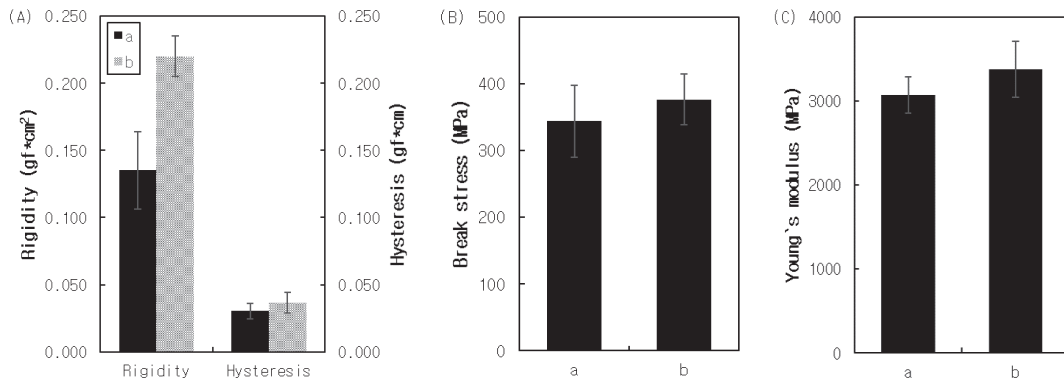 (A)
Rigidity (gf*cm²)
0.250
0.200
0.150
0.100
0.050
0.000
a
b
Rigidity Hysteresis
0.250
0.200
0.150
0.100
0.050
0.000
Hysteresis (gf*cm)
(B)
Break stress (MPa)
500
400
300
200
100
0
a b
(C)
Young`s modulus (MPa)
4000
3000
2000
1000
0
a b